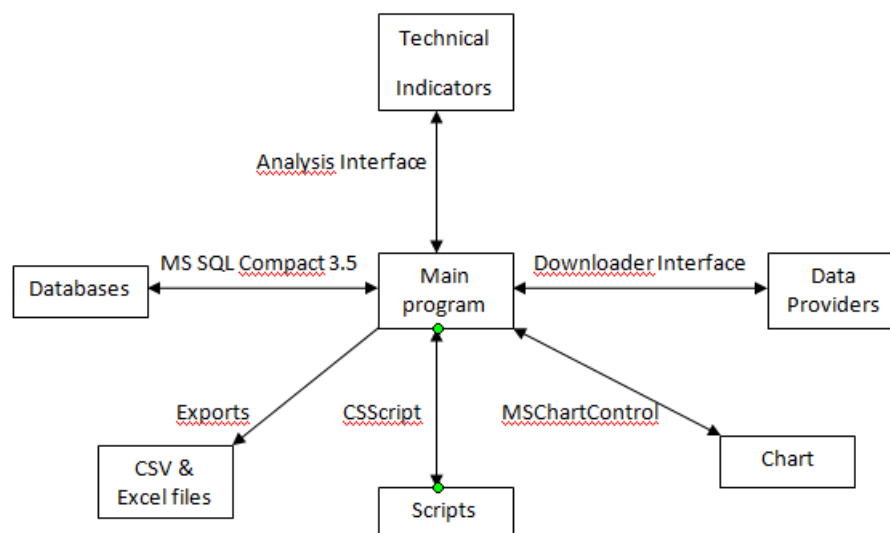 Technical
Indicators
Analysis Interface
MS SQL Compact 3.5
Downloader Interface
Databases
Main
program
Data
Providers
Exports
CSScript
MSChartControl
CSV &
Excel files
Scripts
Chart